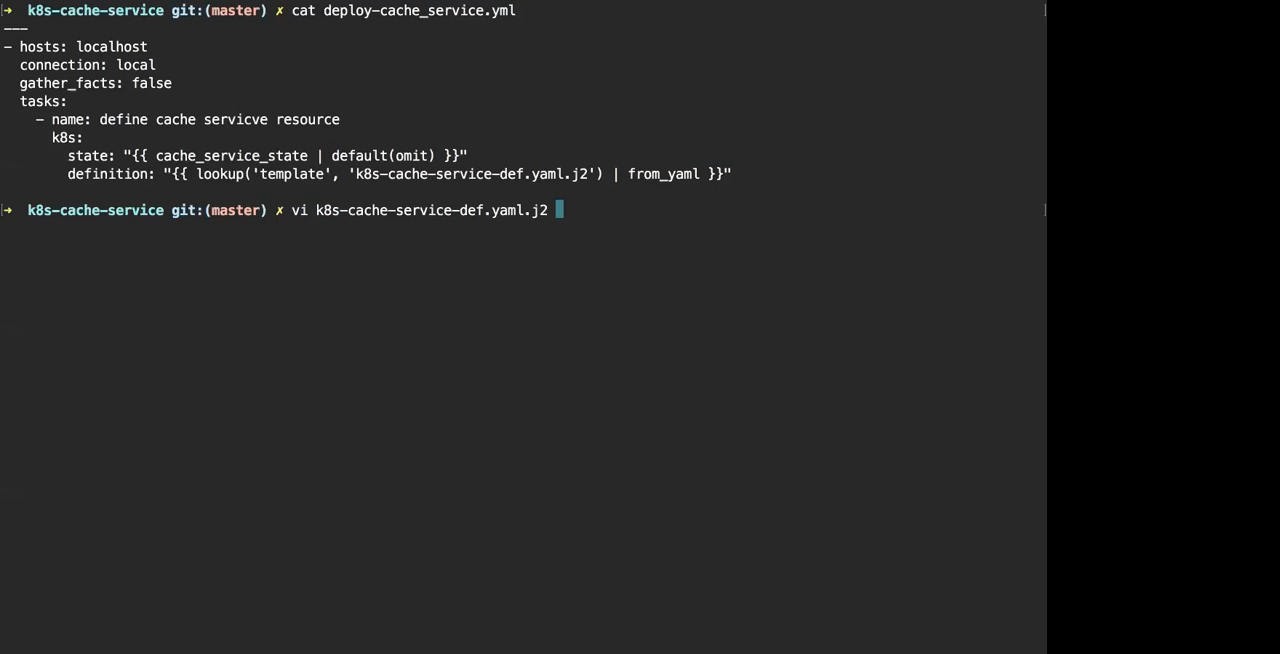 ➜  k8s-cache-service git:(master) ✗ cat deploy-cache_service.yml
---
- hosts: localhost
  connection: local
  gather_facts: false
  tasks:
    - name: define cache servicve resource
      k8s:
        state: "{{ cache_service_state | default(omit) }}"
        definition: "{{ lookup('template', 'k8s-cache-service-def.yaml.j2') | from_yaml }}"
➜  k8s-cache-service git:(master) ✗ vi k8s-cache-service-def.yaml.j2